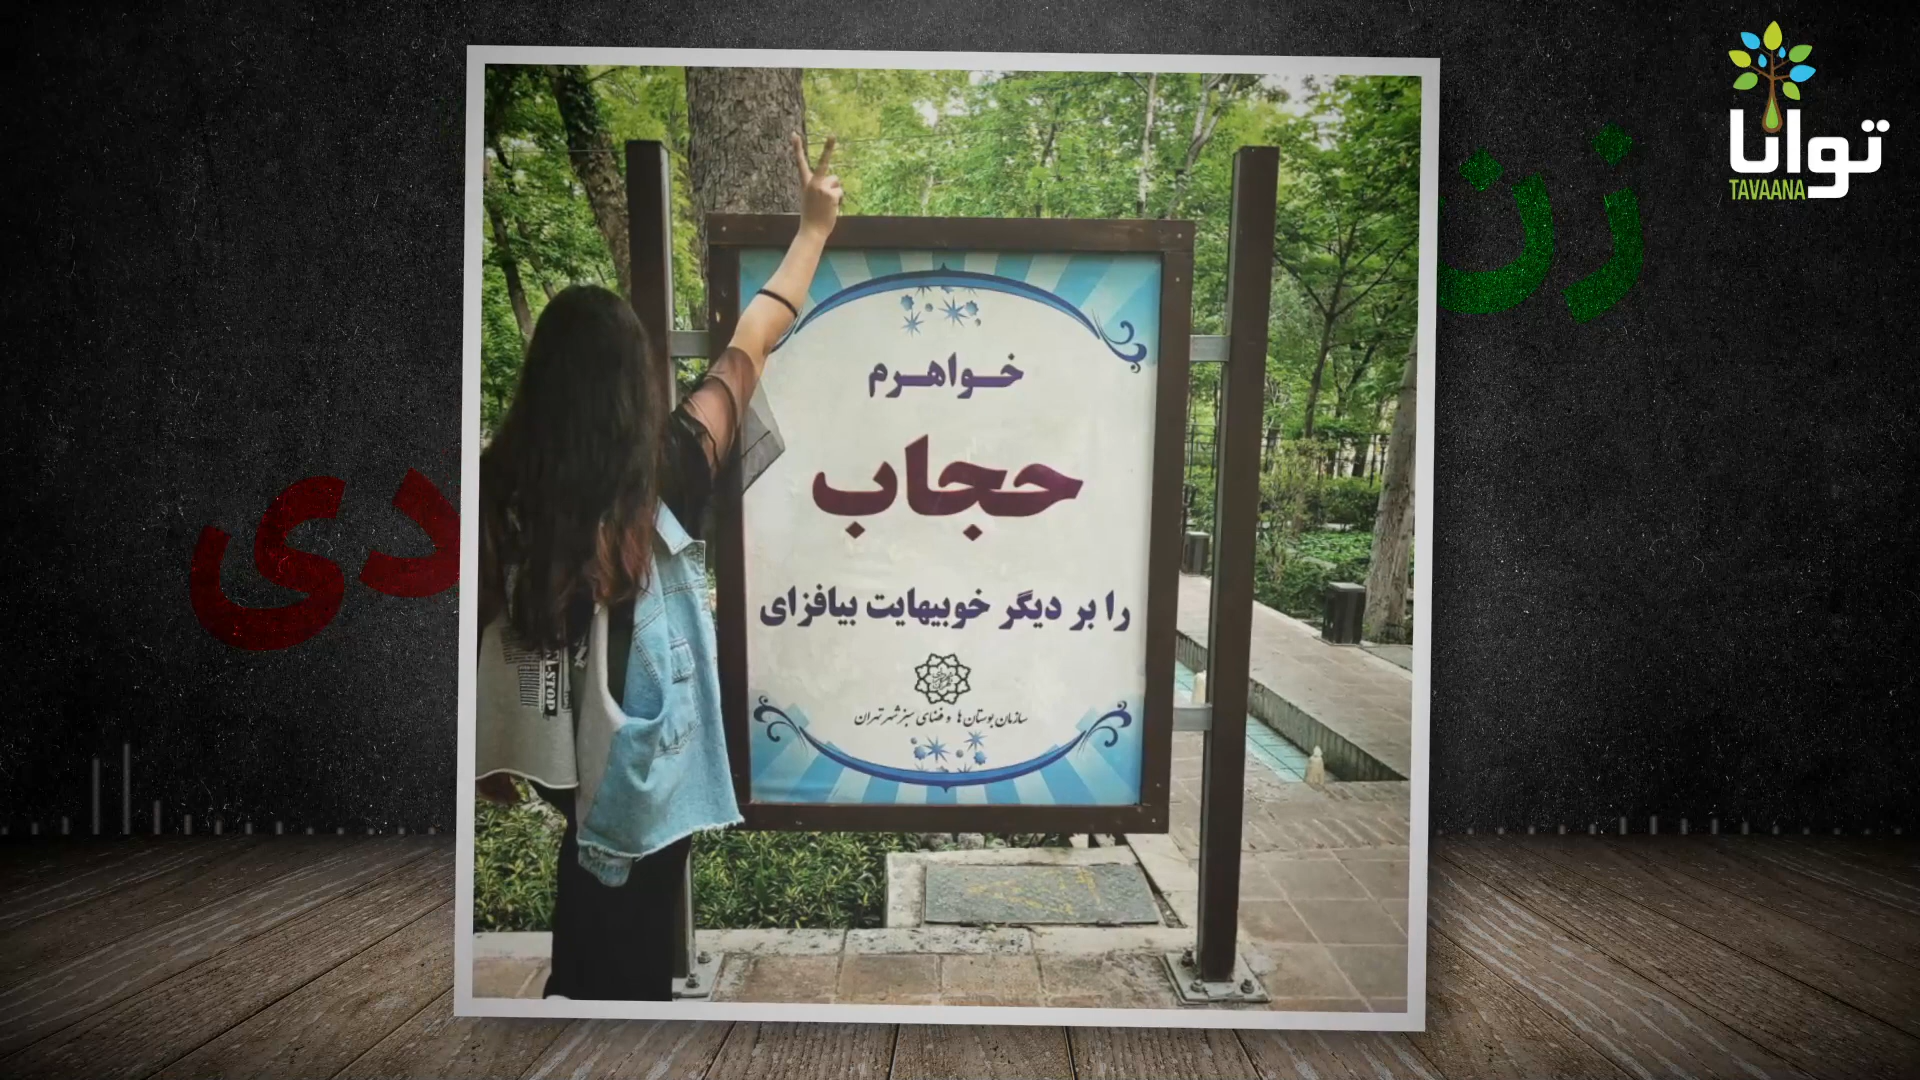 توانا
TAVAANA
زن
دی
خواهرم
حجاب
را بر دیگر خوبیهایت بیافزای
سازمان بوستان ها و فضای سبز شهر تهران